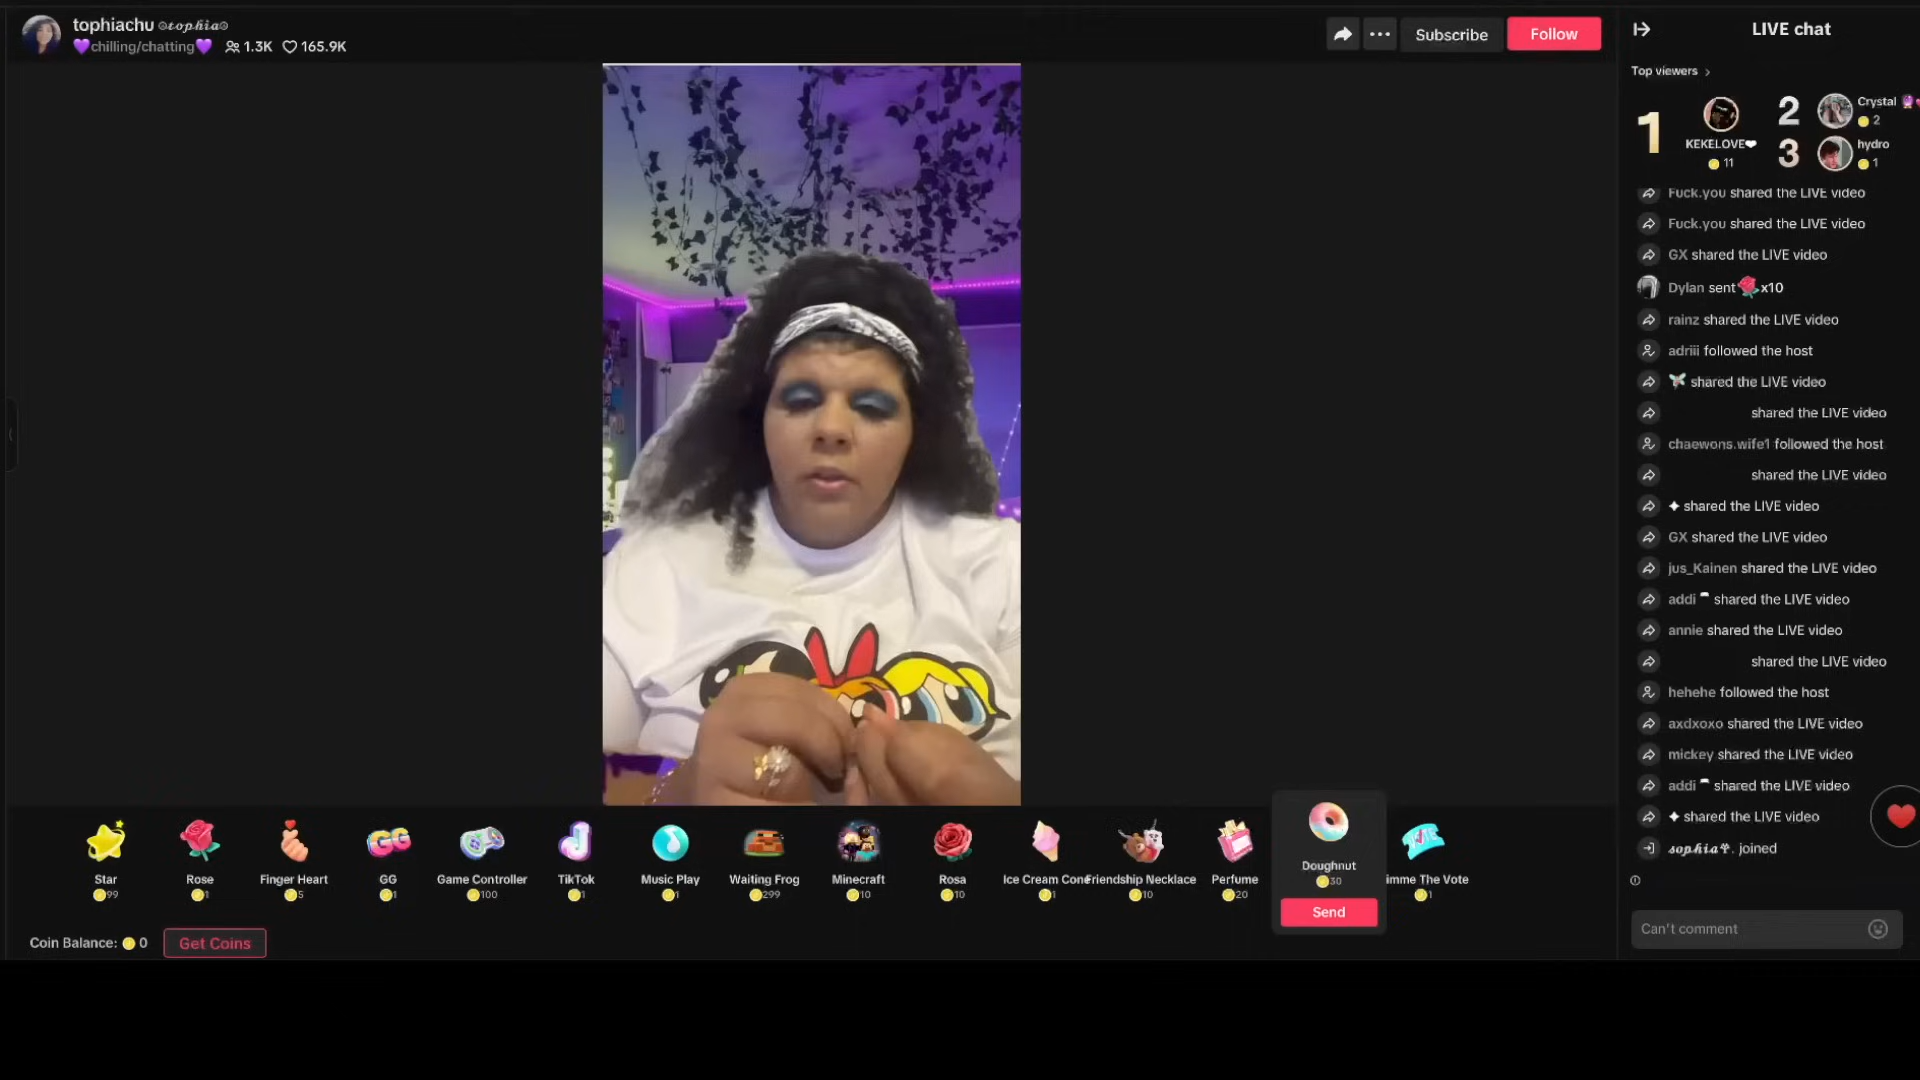 tophiachu ☺𝓽𝓸𝓹𝓱𝓲𝓪☺
💜chilling/chatting💜 1.3K 165.9K
Subscribe
Follow
LIVE chat
Top viewers
1
KEKELOVE❤
11
2
Crystal
2
3
hydro
1
Fuck.you shared the LIVE video
Fuck.you shared the LIVE video
GX shared the LIVE video
Dylan sent x10
rainz shared the LIVE video
adriii followed the host
shared the LIVE video
shared the LIVE video
chaewons.wife1 followed the host
shared the LIVE video
✦ shared the LIVE video
GX shared the LIVE video
jus_Kainen shared the LIVE video
addi shared the LIVE video
annie shared the LIVE video
shared the LIVE video
hehehe followed the host
axdxoxo shared the LIVE video
mickey shared the LIVE video
addi shared the LIVE video
✦ shared the LIVE video
𝓼𝓸𝓹𝓱𝓲𝓪. joined
Can't comment
GG
Star
99
Rose
1
Finger Heart
5
GG
1
Game Controller
100
TikTok
1
Music Play
1
Waiting Frog
299
Minecraft
10
Rosa
10
Ice Cream Cone
1
Friendship Necklace
10
Perfume
20
Doughnut
30
Send
imme The Vote
1
Coin Balance: 0
Get Coins